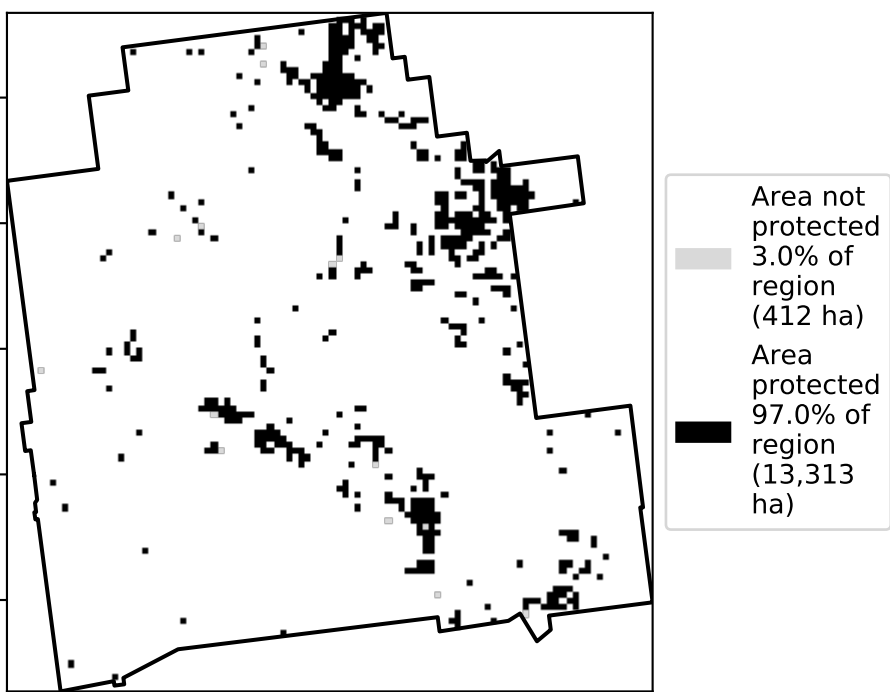 Area not
protected
3.0% of
region
(412 ha)
Area
protected
97.0% of
region
(13,313
ha)